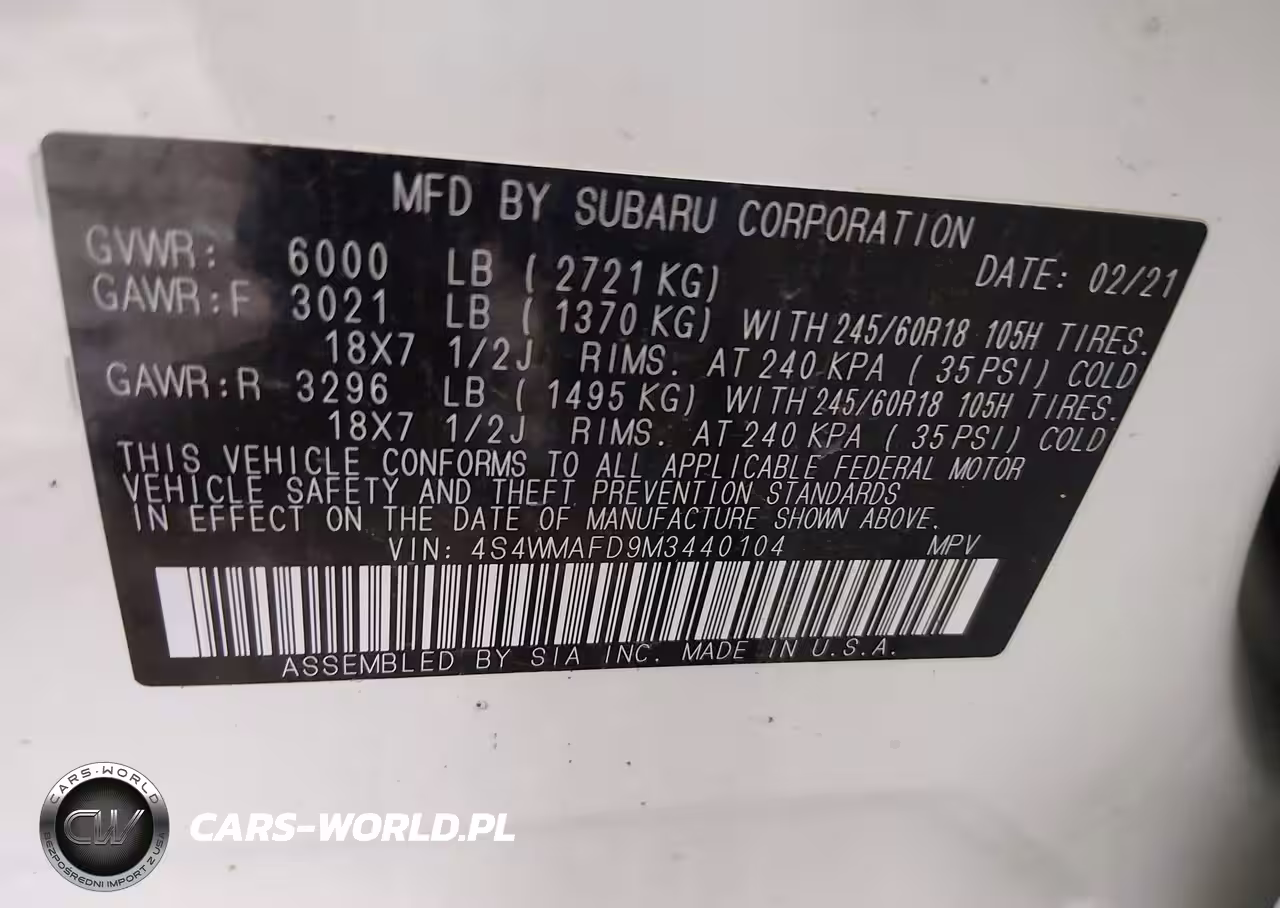 MFD BY SUBARU CORPORATION
GVWR: 6000 LB ( 2721 KG) DATE: 02/21
GAWR:F 3021 LB ( 1370 KG) WITH 245/60R18 105H TIRES.
18X7 1/2J RIMS. AT 240 KPA ( 35 PSI) COLD
GAWR:R 3296 LB ( 1495 KG) WITH 245/60R18 105H TIRES.
18X7 1/2J RIMS. AT 240 KPA ( 35 PSI) COLD
THIS VEHICLE CONFORMS TO ALL APPLICABLE FEDERAL MOTOR
VEHICLE SAFETY AND THEFT PREVENTION STANDARDS
IN EFFECT ON THE DATE OF MANUFACTURE SHOWN ABOVE.
VIN: 4S4WMAFD9M3440104 MPV
ASSEMBLED BY SIA INC. MADE IN U.S.A.
CARS-WORLD
CW
BEZPOŚREDNI IMPORT Z USA
CARS-WORLD.PL